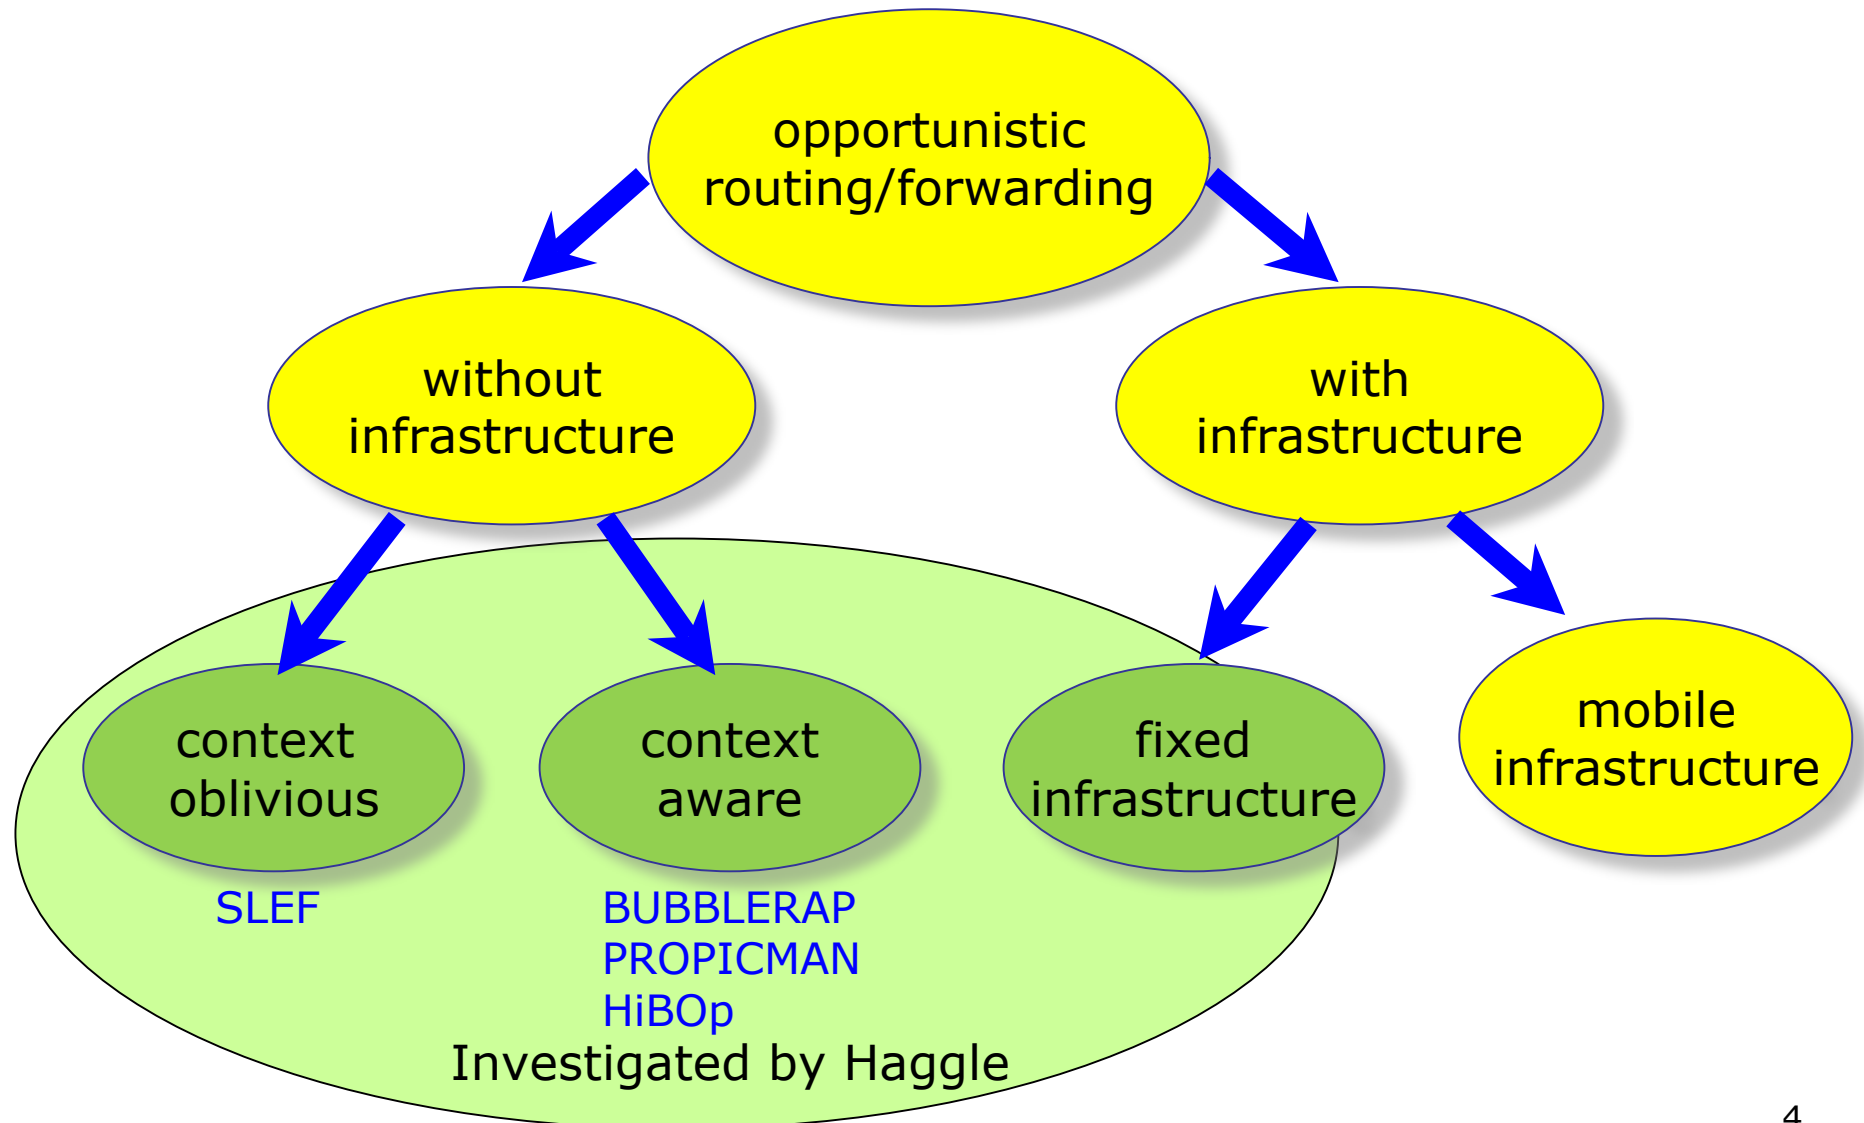 opportunistic
routing/forwarding
without
infrastructure
with
infrastructure
context
oblivious
context
aware
fixed
infrastructure
mobile
infrastructure
SLEF
BUBBLERAP
PROPICMAN
HiBOp
Investigated by Haggle
4